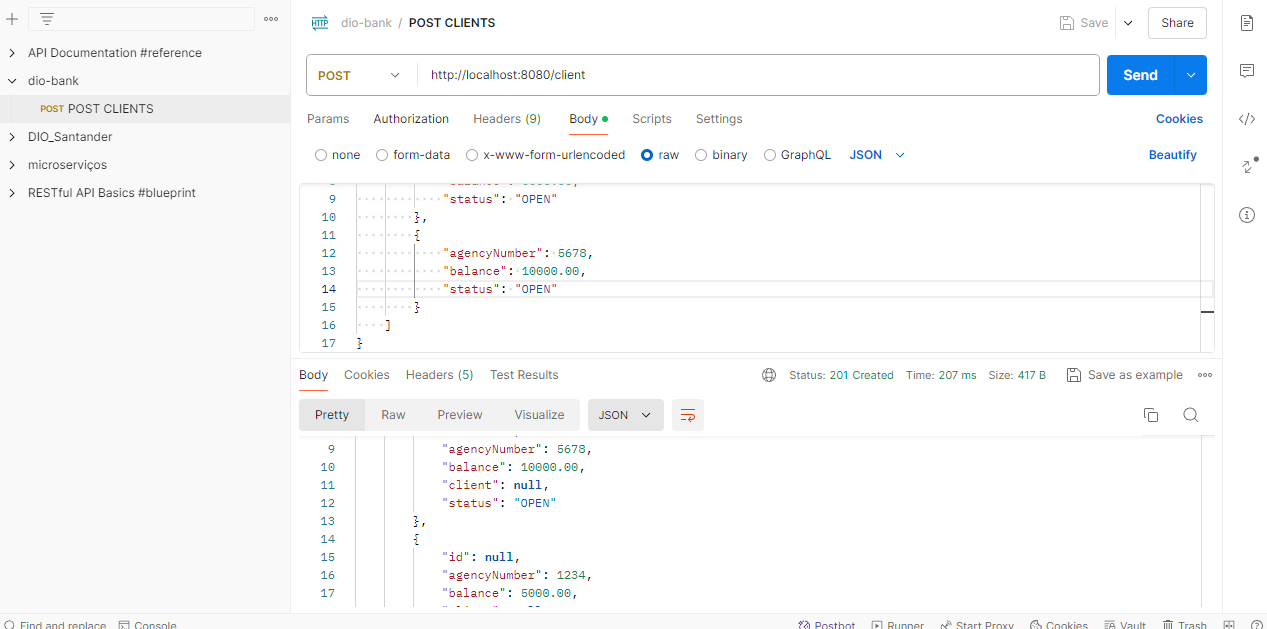 dio-bank / POST CLIENTS
Save
Share
API Documentation #reference
dio-bank
POST POST CLIENTS
DIO_Santander
microserviços
RESTful API Basics #blueprint
POST http://localhost:8080/client
Send
Params Authorization Headers (9) Body Scripts Settings
Cookies
none form-data x-www-form-urlencoded raw binary GraphQL JSON
Beautify
9 "status": "OPEN"
10 },
11 {
12 "agencyNumber": 5678,
13 "balance": 10000.00,
14 "status": "OPEN"
15 }
16 ]
17 }
Body Cookies Headers (5) Test Results
Status: 201 Created Time: 207 ms Size: 417 B
Save as example
Pretty Raw Preview Visualize JSON
9 "agencyNumber": 5678,
10 "balance": 10000.00,
11 "client": null,
12 "status": "OPEN"
13 },
14 {
15 "id": null,
16 "agencyNumber": 1234,
17 "balance": 5000.00,
Find and replace Console
Postbot Runner Start Proxy Cookies Vault Trash